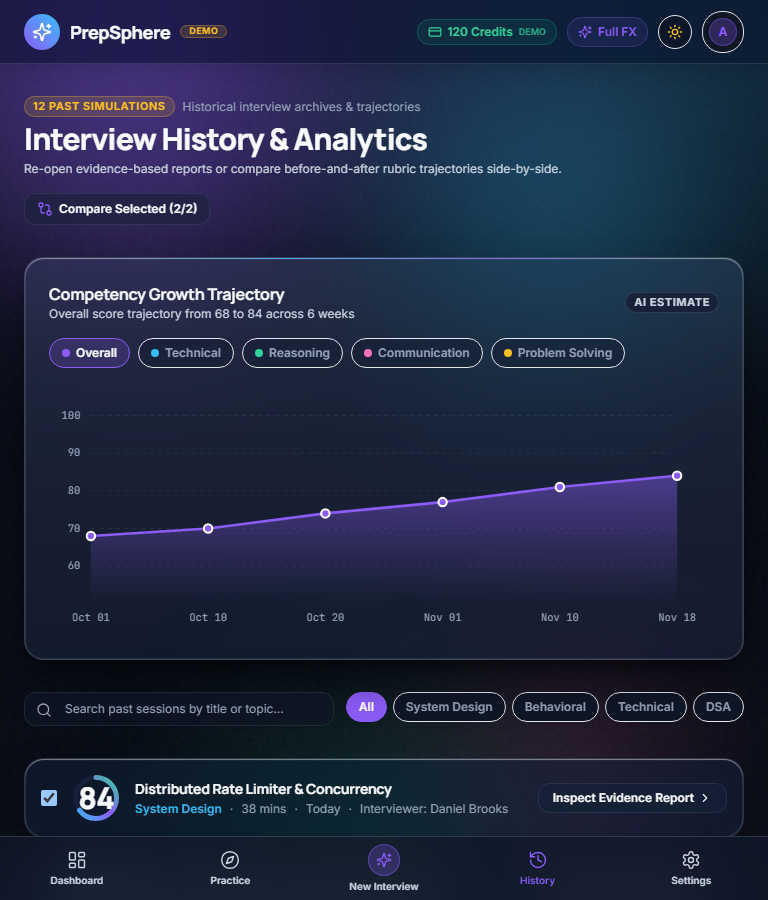 PrepSphere DEMO 120 Credits DEMO Full FX A
12 PAST SIMULATIONS Historical interview archives & trajectories
Interview History & Analytics
Re-open evidence-based reports or compare before-and-after rubric trajectories side-by-side.
Compare Selected (2/2)
Competency Growth Trajectory
Overall score trajectory from 68 to 84 across 6 weeks
AI ESTIMATE
Overall Technical Reasoning Communication Problem Solving
100
90
80
70
60
Oct 01 Oct 10 Oct 20 Nov 01 Nov 10 Nov 18
Search past sessions by title or topic... All System Design Behavioral Technical DSA
84
Distributed Rate Limiter & Concurrency
System Design · 38 mins · Today · Interviewer: Daniel Brooks
Inspect Evidence Report
Dashboard Practice New Interview History Settings